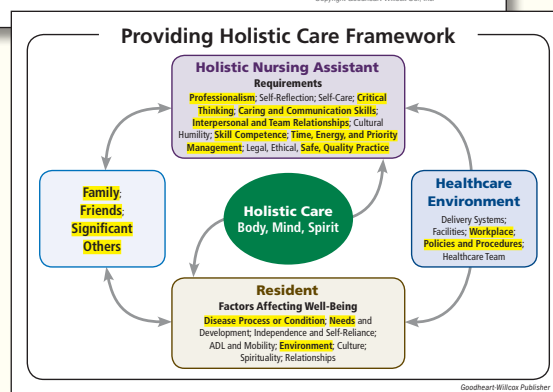 Providing Holistic Care Framework
Holistic Nursing Assistant
Requirements
Professionalism; Self-Reflection; Self-Care; Critical
Thinking; Caring and Communication Skills;
Interpersonal and Team Relationships; Cultural
Humility; Skill Competence; Time, Energy, and Priority
Management; Legal, Ethical, Safe, Quality Practice
Family;
Friends;
Significant
Others
Holistic Care
Body, Mind, Spirit
Healthcare
Environment
Delivery Systems;
Facilities; Workplace;
Policies and Procedures;
Healthcare Team
Resident
Factors Affecting Well-Being
Disease Process or Condition; Needs and
Development; Independence and Self-Reliance;
ADL and Mobility; Environment; Culture;
Spirituality; Relationships
Goodheart-Willcox Publisher